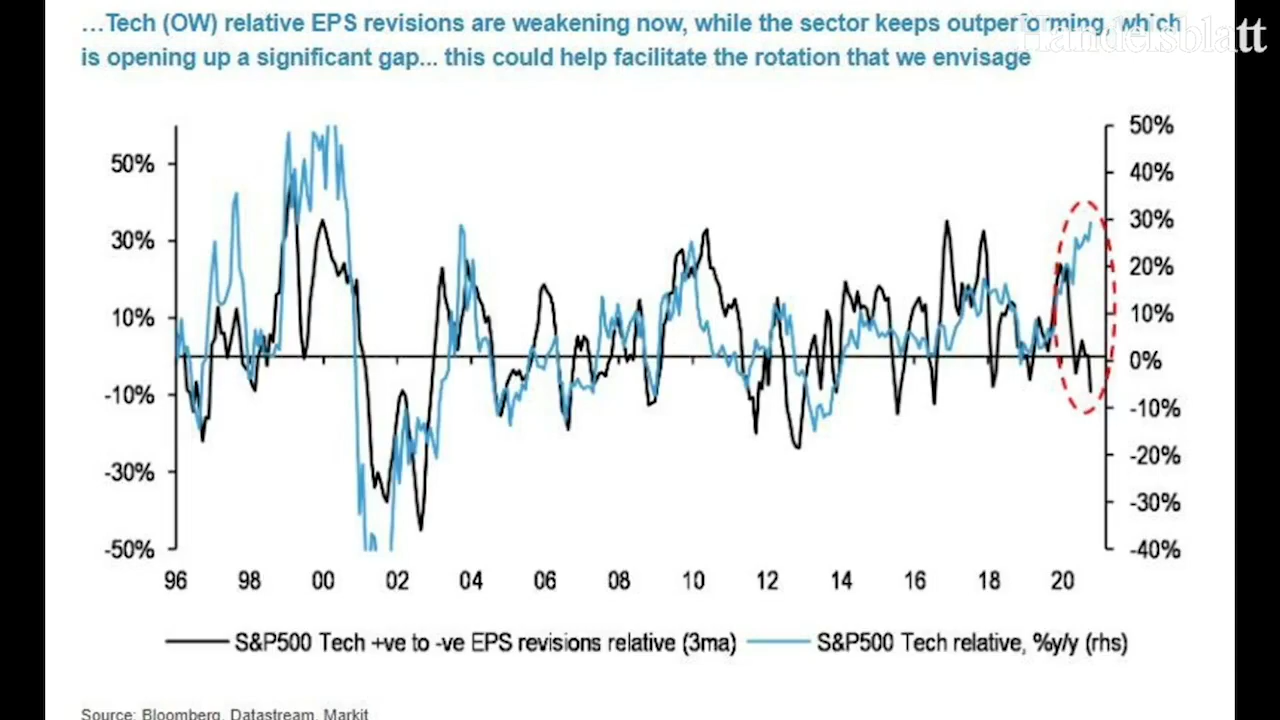 ...Tech (OW) relative EPS revisions are weakening now, while the sector keeps outperforming, which
Handelsblatt
is opening up a significant gap... this could help facilitate the rotation that we envisage
50%
30%
10%
-10%
-30%
-50%
50%
40%
30%
20%
10%
0%
-10%
-20%
-30%
-40%
96 98 00 02 04 06 08 10 12 14 16 18 20
S&P500 Tech +ve to -ve EPS revisions relative (3ma)
S&P500 Tech relative, %y/y (rhs)
Source: Bloomberg, Datastream, Markit